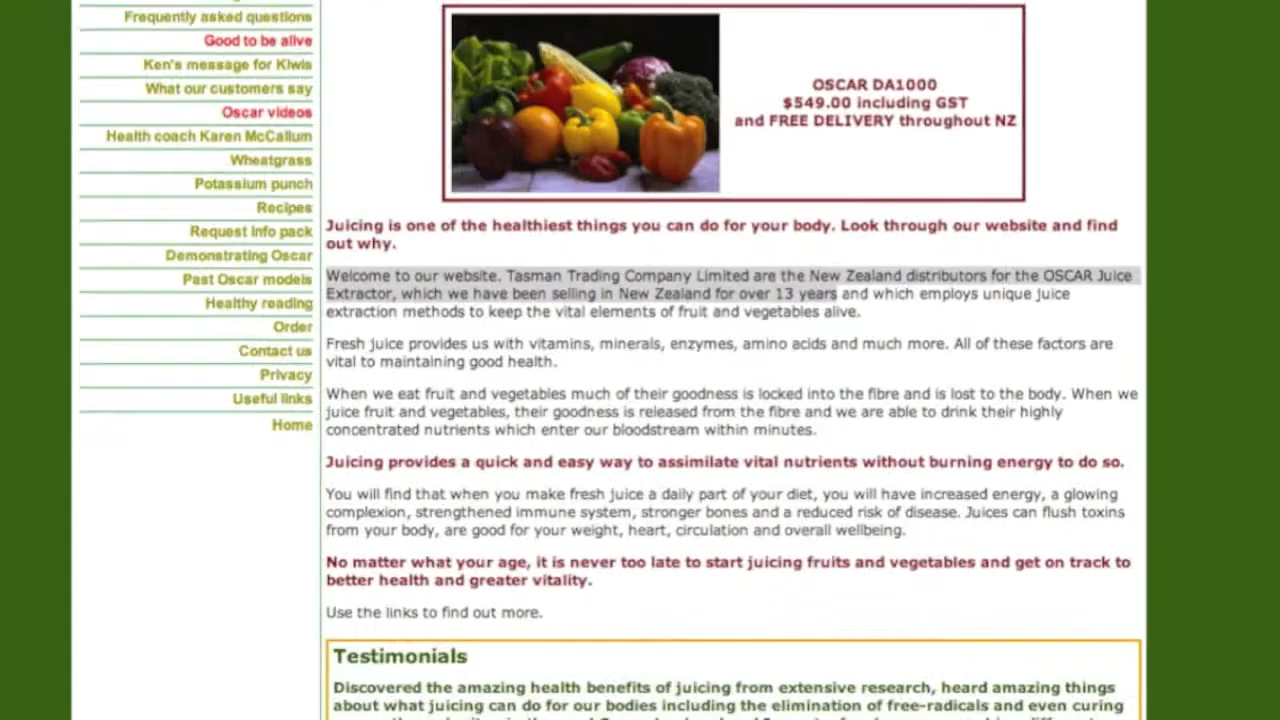 Frequently asked questions
Good to be alive
Ken's message for Kiwis
What our customers say
Oscar videos
Health coach Karen McCallum
Wheatgrass
Potassium punch
Recipes
Request info pack
Demonstrating Oscar
Past Oscar models
Healthy reading
Order
Contact us
Privacy
Useful links
Home
OSCAR DA1000
$549.00 including GST
and FREE DELIVERY throughout NZ
Juicing is one of the healthiest things you can do for your body. Look through our website and find
out why.
Welcome to our website. Tasman Trading Company Limited are the New Zealand distributors for the OSCAR Juice
Extractor, which we have been selling in New Zealand for over 13 years and which employs unique juice
extraction methods to keep the vital elements of fruit and vegetables alive.
Fresh juice provides us with vitamins, minerals, enzymes, amino acids and much more. All of these factors are
vital to maintaining good health.
When we eat fruit and vegetables much of their goodness is locked into the fibre and is lost to the body. When we
juice fruit and vegetables, their goodness is released from the fibre and we are able to drink their highly
concentrated nutrients which enter our bloodstream within minutes.
Juicing provides a quick and easy way to assimilate vital nutrients without burning energy to do so.
You will find that when you make fresh juice a daily part of your diet, you will have increased energy, a glowing
complexion, strengthened immune system, stronger bones and a reduced risk of disease. Juices can flush toxins
from your body, are good for your weight, heart, circulation and overall wellbeing.
No matter what your age, it is never too late to start juicing fruits and vegetables and get on track to
better health and greater vitality.
Use the links to find out more.
Testimonials
Discovered the amazing health benefits of juicing from extensive research, heard amazing things
about what juicing can do for our bodies including the elimination of free-radicals and even curing